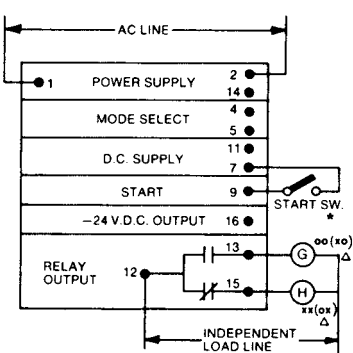 AC LINE
1 POWER SUPPLY 2
14
MODE SELECT 4
5
D.C. SUPPLY 11
7
START 9
START SW.
*
−24 V.D.C. OUTPUT 16
RELAY OUTPUT 12
13 G oo(xo) Δ
15 H xx(ox) Δ
INDEPENDENT
LOAD LINE